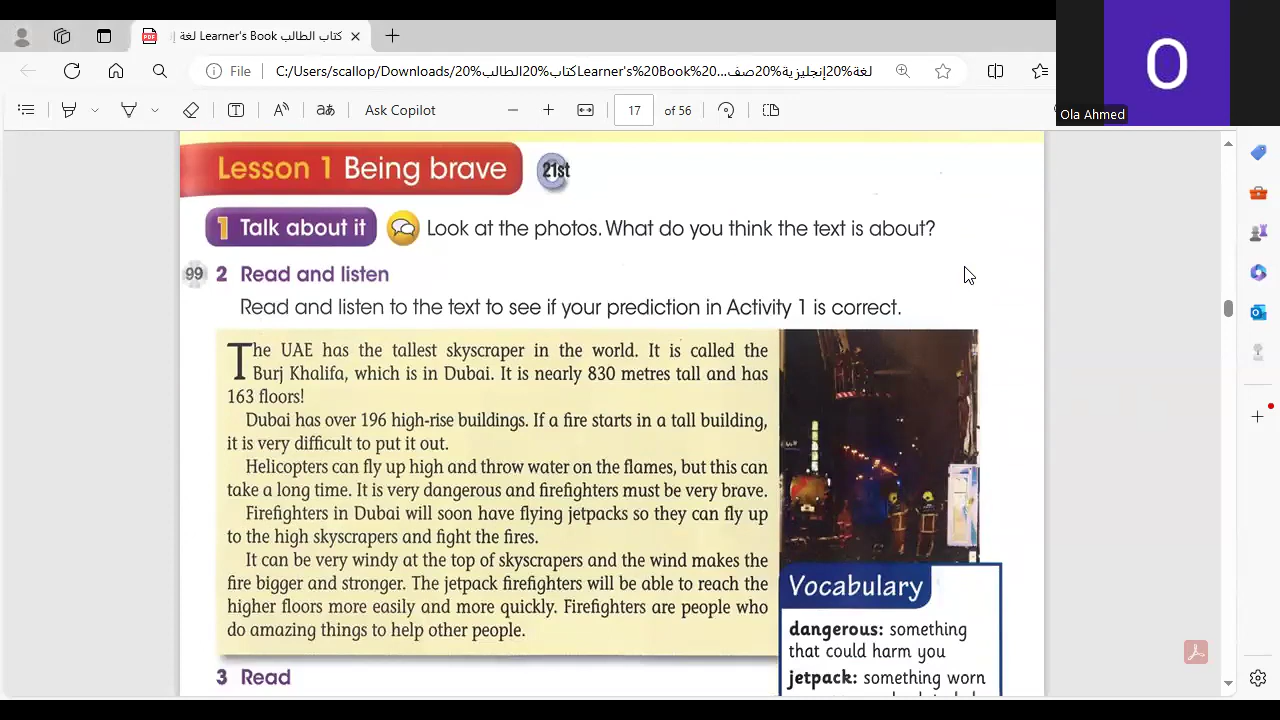 كتاب الطالب Learner's Book لغة
File
C:/Users/scallop/Downloads/20%كتاب20%الطالبLearner's%20Book%20...لغة20%إنجليزية20%صف
Ask Copilot
17 of 56
O
Ola Ahmed
Lesson 1 Being brave 21st
1 Talk about it Look at the photos. What do you think the text is about?
99 2 Read and listen
Read and listen to the text to see if your prediction in Activity 1 is correct.
The UAE has the tallest skyscraper in the world. It is called the
Burj Khalifa, which is in Dubai. It is nearly 830 metres tall and has
163 floors!
Dubai has over 196 high-rise buildings. If a fire starts in a tall building,
it is very difficult to put it out.
Helicopters can fly up high and throw water on the flames, but this can
take a long time. It is very dangerous and firefighters must be very brave.
Firefighters in Dubai will soon have flying jetpacks so they can fly up
to the high skyscrapers and fight the fires.
It can be very windy at the top of skyscrapers and the wind makes the
fire bigger and stronger. The jetpack firefighters will be able to reach the
higher floors more easily and more quickly. Firefighters are people who
do amazing things to help other people.
Vocabulary
dangerous: something
that could harm you
jetpack: something worn
3 Read